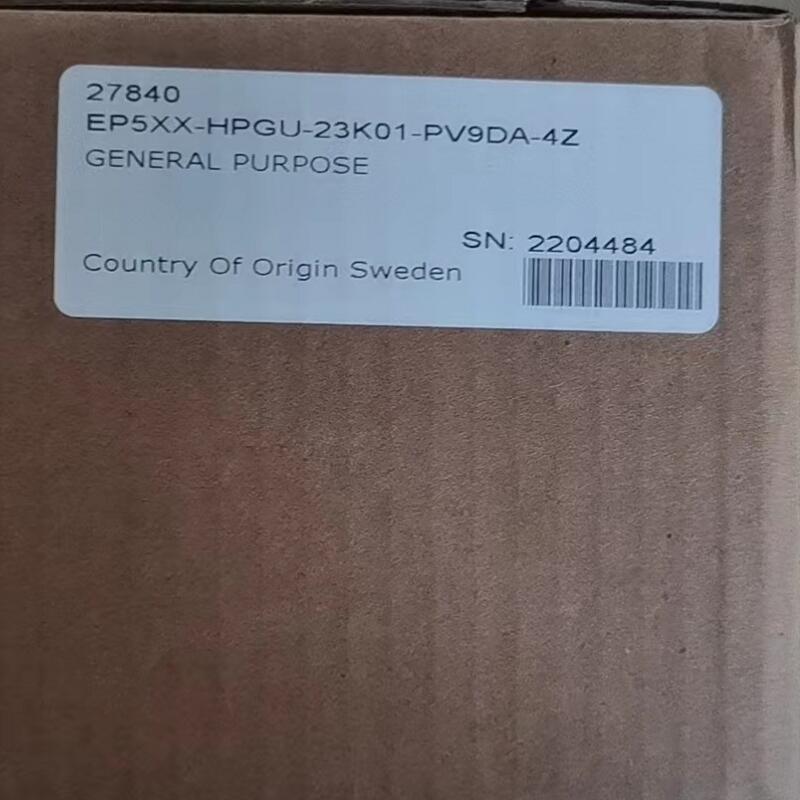 27840
EP5XX-HPGU-23K01-PV9DA-4Z
GENERAL PURPOSE
SN: 2204484
Country Of Origin Sweden